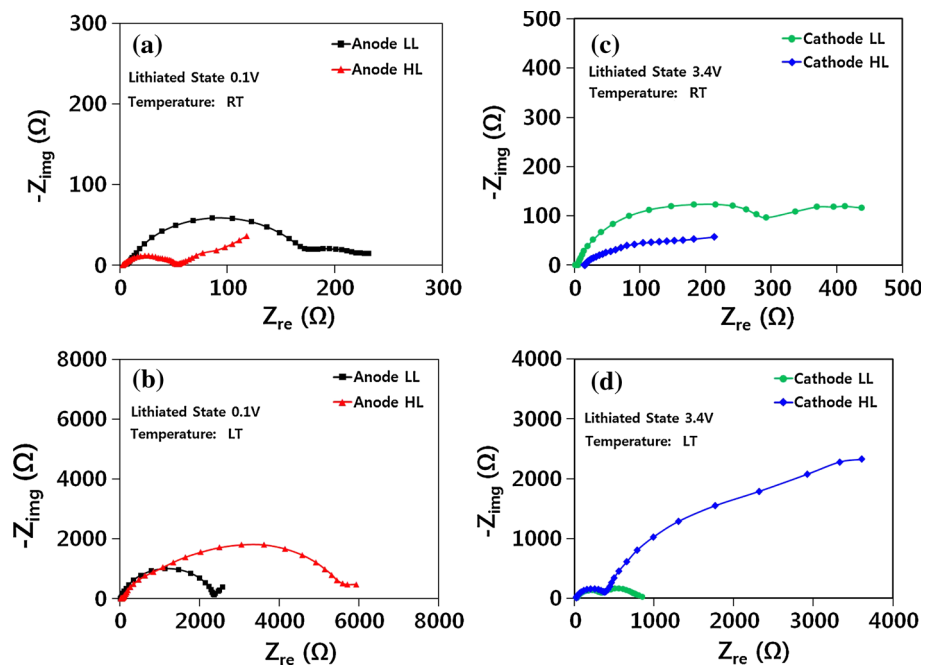 (a)
Anode LL
Anode HL
Lithiated State 0.1V
Temperature: RT
300
200
100
0
0 100 200 300
-Zimg (Ω)
Zre (Ω)
(c)
Cathode LL
Cathode HL
Lithiated State 3.4V
Temperature: RT
500
400
300
200
100
0
0 100 200 300 400 500
-Zimg (Ω)
Zre (Ω)
(b)
Anode LL
Anode HL
Lithiated State 0.1V
Temperature: LT
8000
6000
4000
2000
0
0 2000 4000 6000 8000
-Zimg (Ω)
Zre (Ω)
(d)
Cathode LL
Cathode HL
Lithiated State 3.4V
Temperature: LT
4000
3000
2000
1000
0
0 1000 2000 3000 4000
-Zimg (Ω)
Zre (Ω)